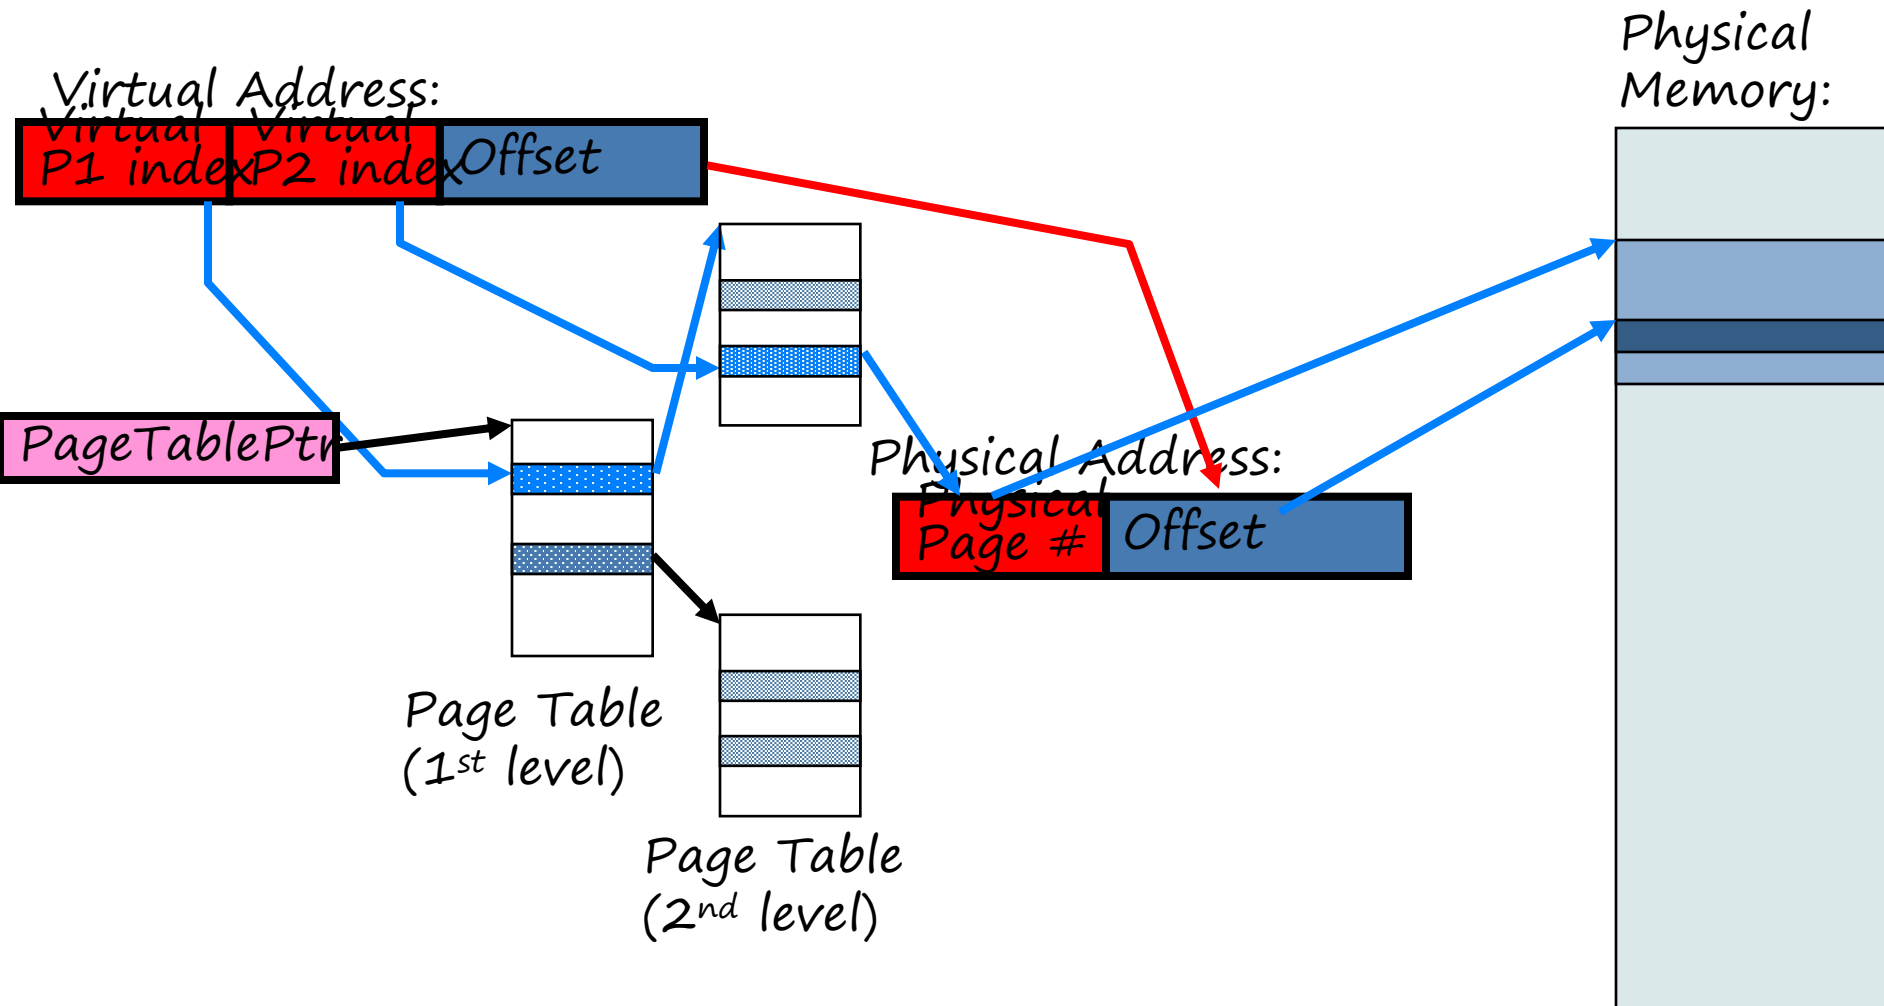 Physical
Memory:
Virtual Address:
Virtual
P1 index
Virtual
P2 index
Offset
PageTablePtr
Physical Address:
Physical
Page #
Offset
Page Table
(1st level)
Page Table
(2nd level)